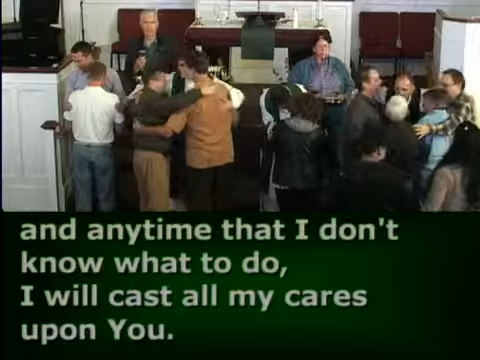 and anytime that I don't
know what to do,
I will cast all my cares
upon You.